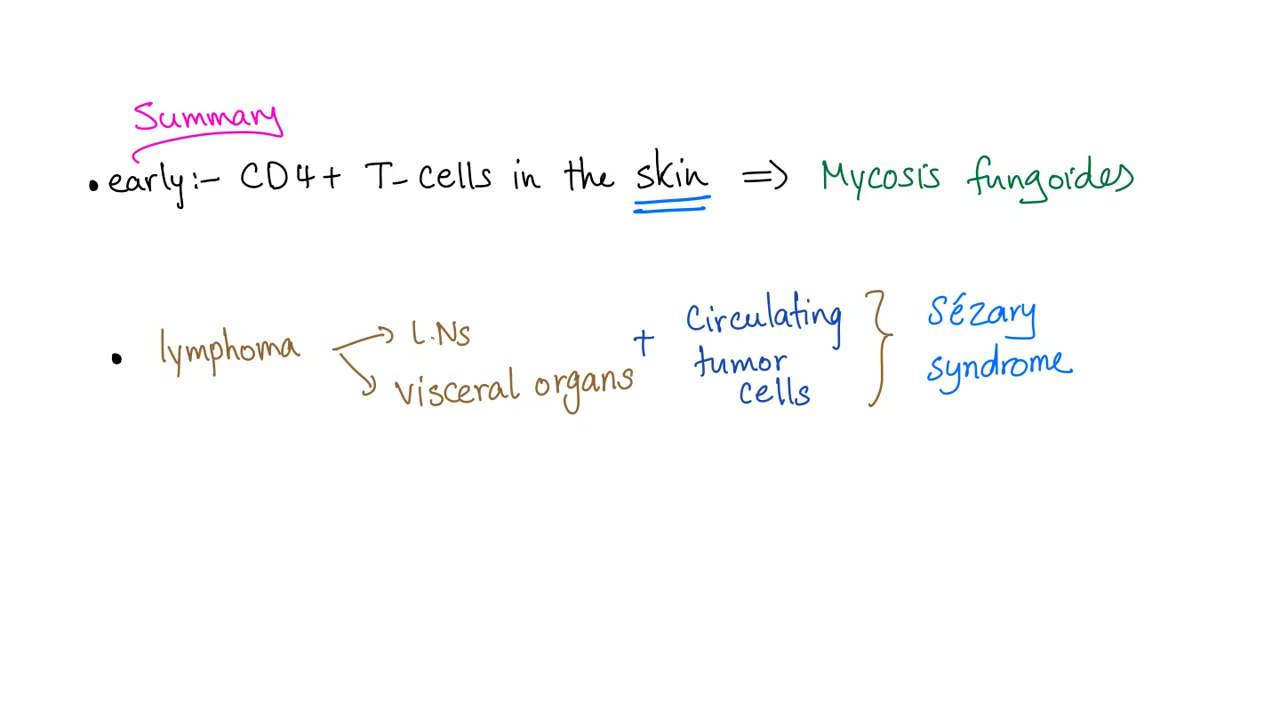 Summary
• early:- CD4+ T-cells in the skin => Mycosis fungoides
• lymphoma → L.Ns
→ visceral organs
+ Circulating
tumor
cells
} Sézary
syndrome